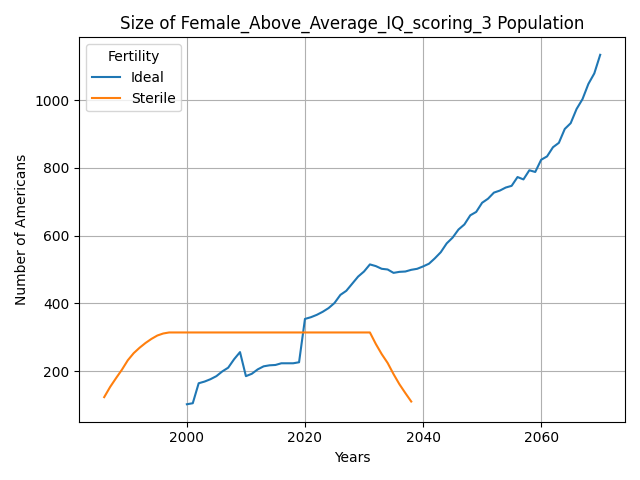 Size of Female_Above_Average_IQ_scoring_3 Population
Fertility
Ideal
Sterile
Number of Americans
1000
800
600
400
200
2000
2020
2040
2060
Years